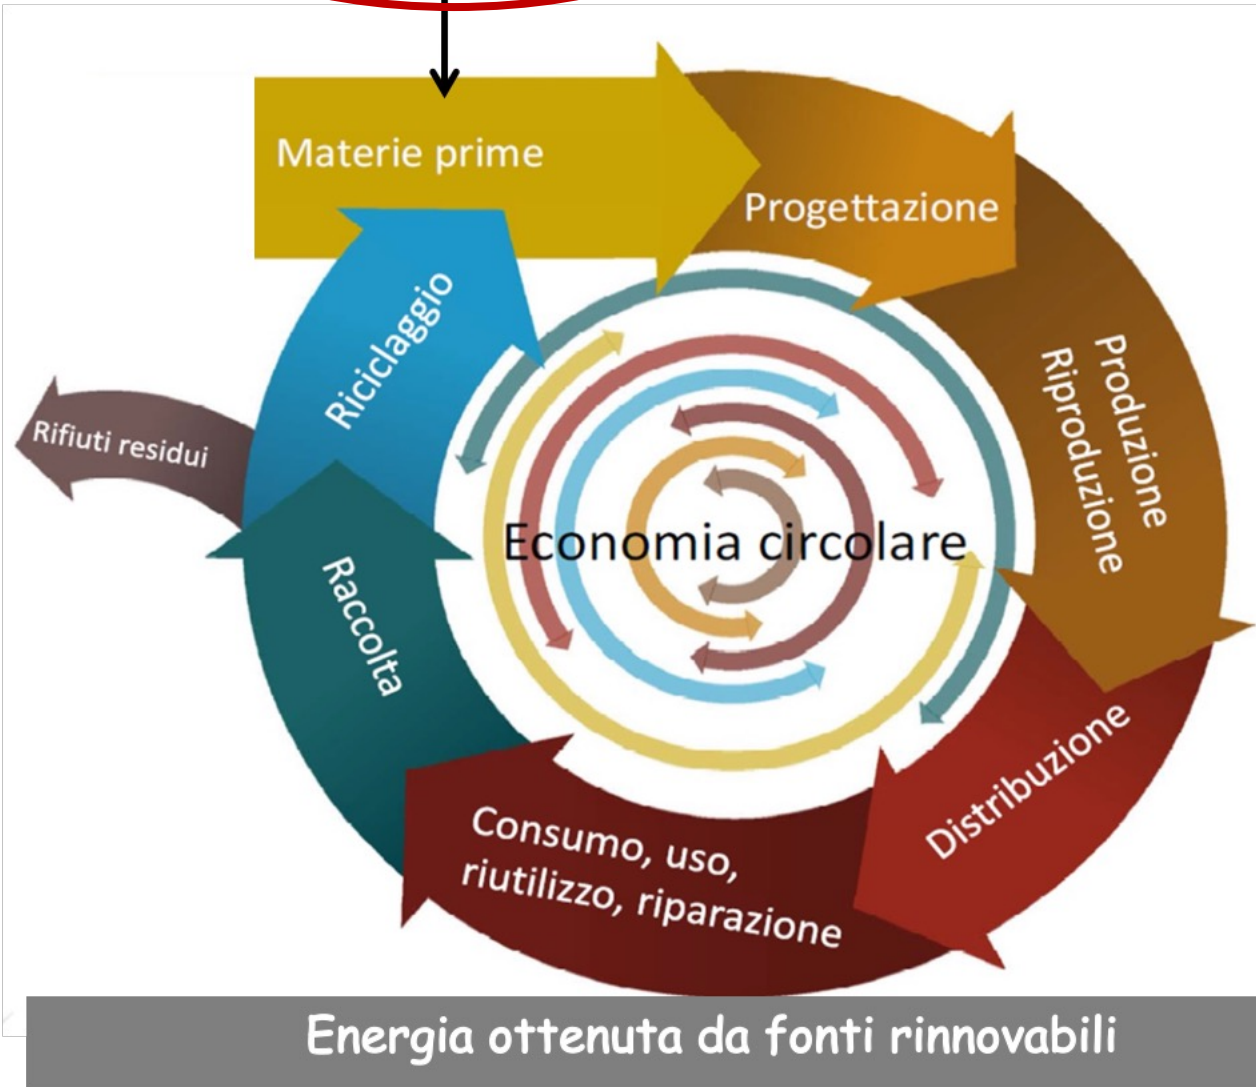 Materie prime
Progettazione
Produzione
Riproduzione
Distribuzione
Consumo, uso,
riutilizzo, riparazione
Raccolta
Riciclaggio
Rifiuti residui
Economia circolare
Energia ottenuta da fonti rinnovabili